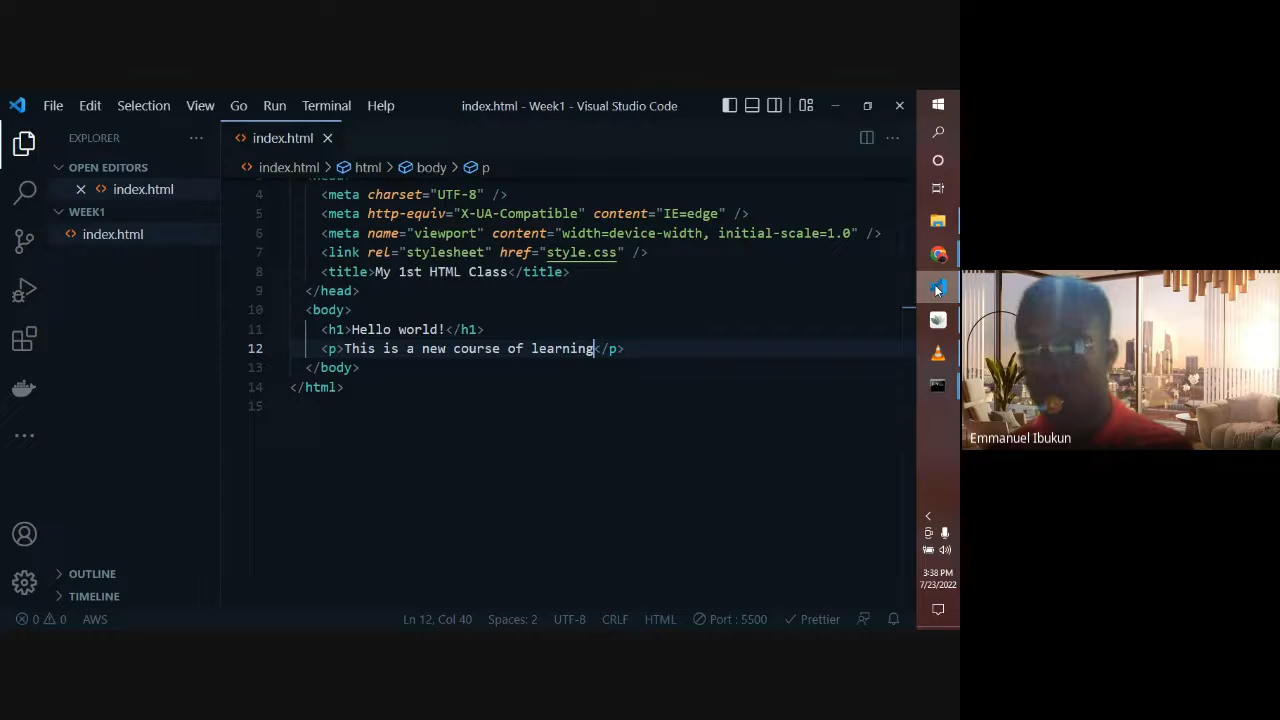 File Edit Selection View Go Run Terminal Help index.html - Week1 - Visual Studio Code
EXPLORER
OPEN EDITORS
index.html
WEEK1
index.html
OUTLINE
TIMELINE
index.html
index.html > html > body > p
4 <meta charset="UTF-8" />
5 <meta http-equiv="X-UA-Compatible" content="IE=edge" />
6 <meta name="viewport" content="width=device-width, initial-scale=1.0" />
7 <link rel="stylesheet" href="style.css" />
8 <title>My 1st HTML Class</title>
9 </head>
10 <body>
11 <h1>Hello world!</h1>
12 <p>This is a new course of learning</p>
13 </body>
14 </html>
15
0 0 AWS Ln 12, Col 40 Spaces: 2 UTF-8 CRLF HTML Port : 5500 Prettier
3:38 PM
7/23/2022
Emmanuel Ibukun